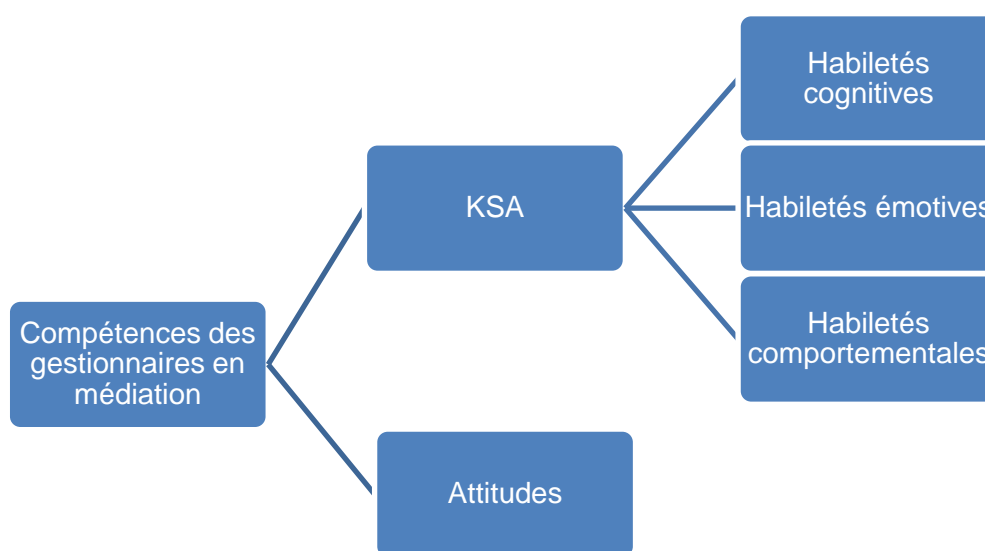 Habiletés
cognitives
KSA
Habiletés émotives
Habiletés
comportementales
Compétences des
gestionnaires en
médiation
Attitudes